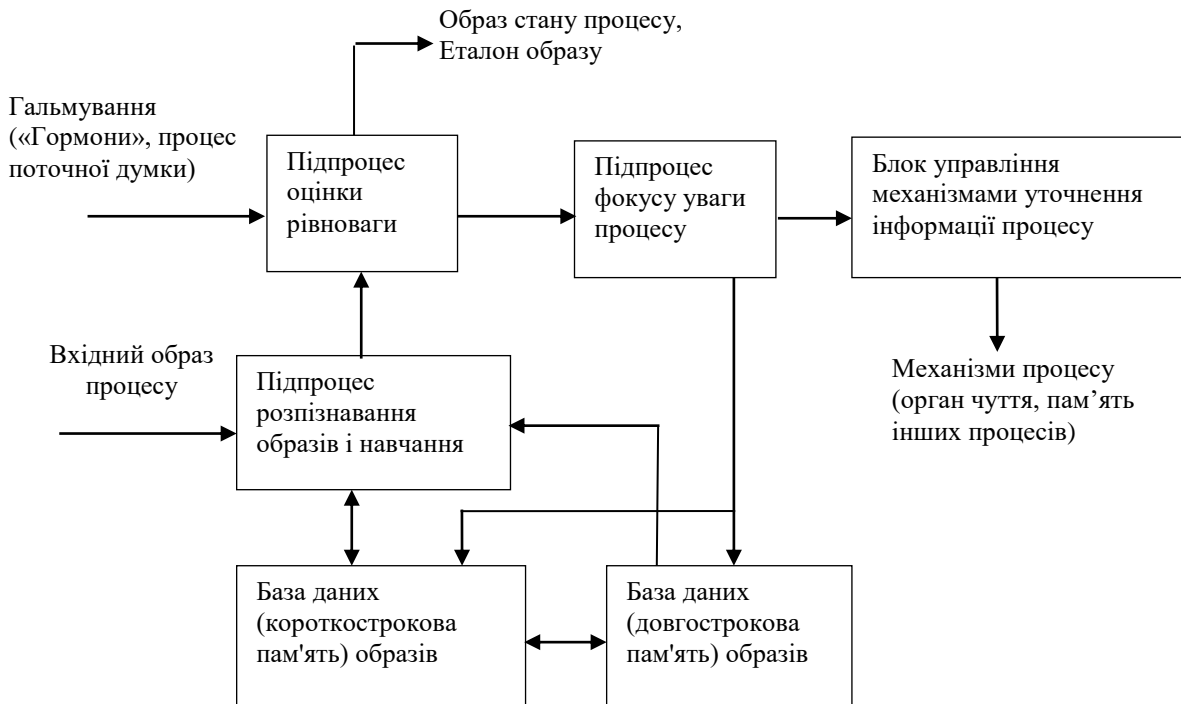 Образ стану процесу,
Еталон образу
Гальмування
(«Гормони», процес
поточної думки)
Підпроцес
оцінки
рівноваги
Підпроцес
фокусу уваги
процесу
Блок управління
механізмами уточнення
інформації процесу
Вхідний образ
процесу
Підпроцес
розпізнавання
образів і навчання
Механізми процесу
(орган чуття, пам’ять
інших процесів)
База даних
(короткострокова
пам'ять) образів
База даних
(довгострокова
пам'ять) образів